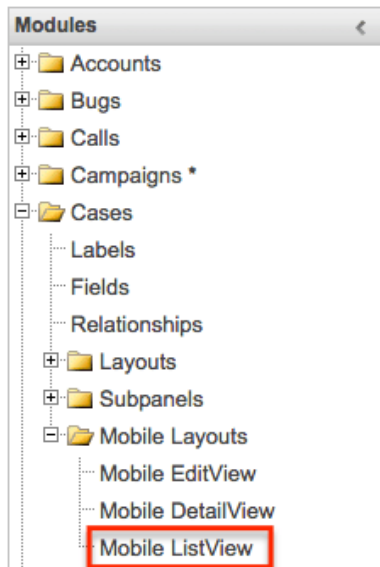 Modules
Accounts
Bugs
Calls
Campaigns *
Cases
Labels
Fields
Relationships
Layouts
Subpanels
Mobile Layouts
Mobile EditView
Mobile DetailView
Mobile ListView